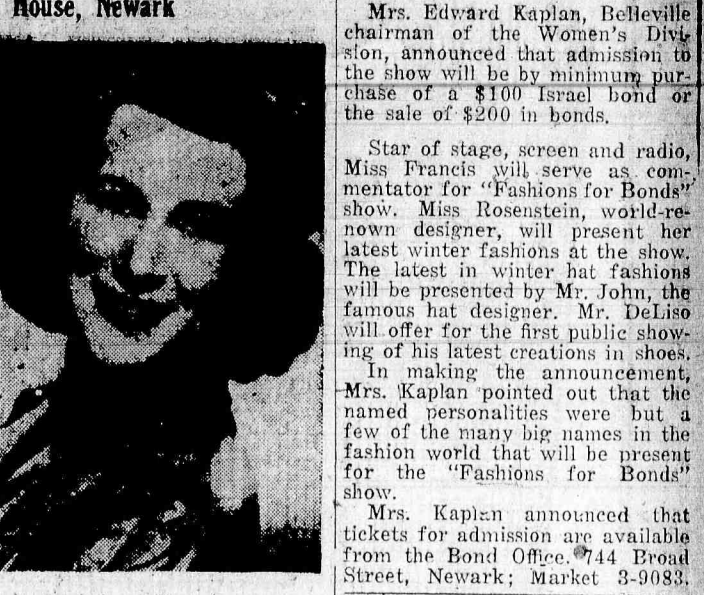 House, Newark
Mrs. Edward Kaplan, Belleville
chairman of the Women's Divi-
sion, announced that admission to
the show will be by minimum pur-
chase of a $100 Israel bond or
the sale of $200 in bonds.
Star of stage, screen and radio,
Miss Francis will serve as com-
mentator for "Fashions for Bonds"
show. Miss Rosenstein, world-re-
nown designer, will present her
latest winter fashions at the show.
The latest in winter hat fashions
will be presented by Mr. John, the
famous hat designer. Mr. DeLiso
will offer for the first public show-
ing of his latest creations in shoes.
In making the announcement,
Mrs. Kaplan pointed out that the
named personalities were but a
few of the many big names in the
fashion world that will be present
for the "Fashions for Bonds"
show.
Mrs. Kaplan announced that
tickets for admission are available
from the Bond Office. 744 Broad
Street, Newark; Market 3-9083.